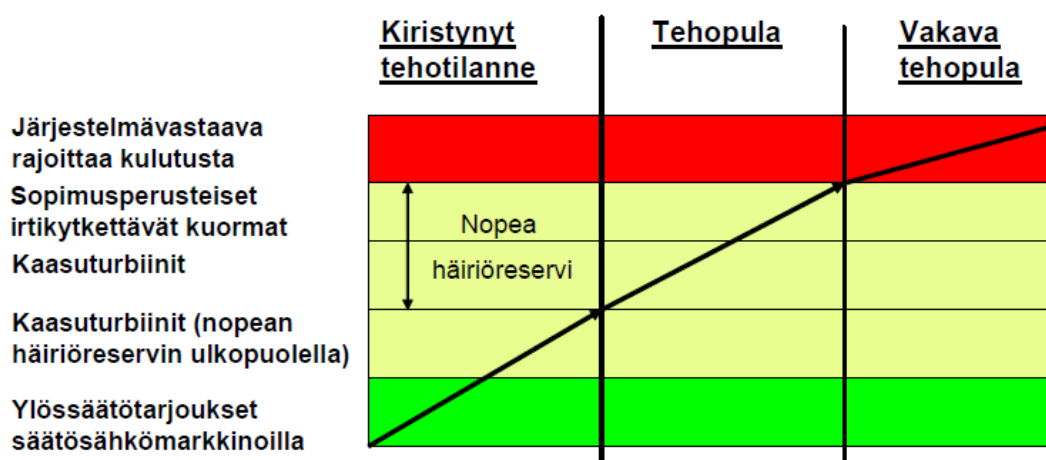 Kiristynyt
tehotilanne
Tehopula
Vakava
tehopula
Järjestelmävastaava
rajoittaa kulutusta
Sopimusperusteiset
irtikytkettävät kuormat
Kaasuturbiinit
Kaasuturbiinit (nopean
häiriöreservin ulkopuolella)
Ylössäätötarjoukset
säätösähkömarkkinoilla
Nopea
häiriöreservi